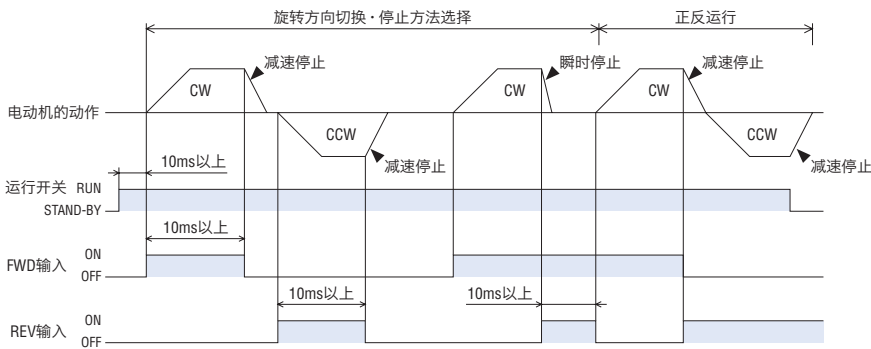 旋转方向切换·停止方法选择
正反运行
减速停止
瞬时停止
减速停止
CW
CW
CW
电动机的动作
CCW
CCW
减速停止
减速停止
10ms以上
运行开关 RUN
STAND-BY
10ms以上
FWD输入 ON
OFF
10ms以上
10ms以上
REV输入 ON
OFF